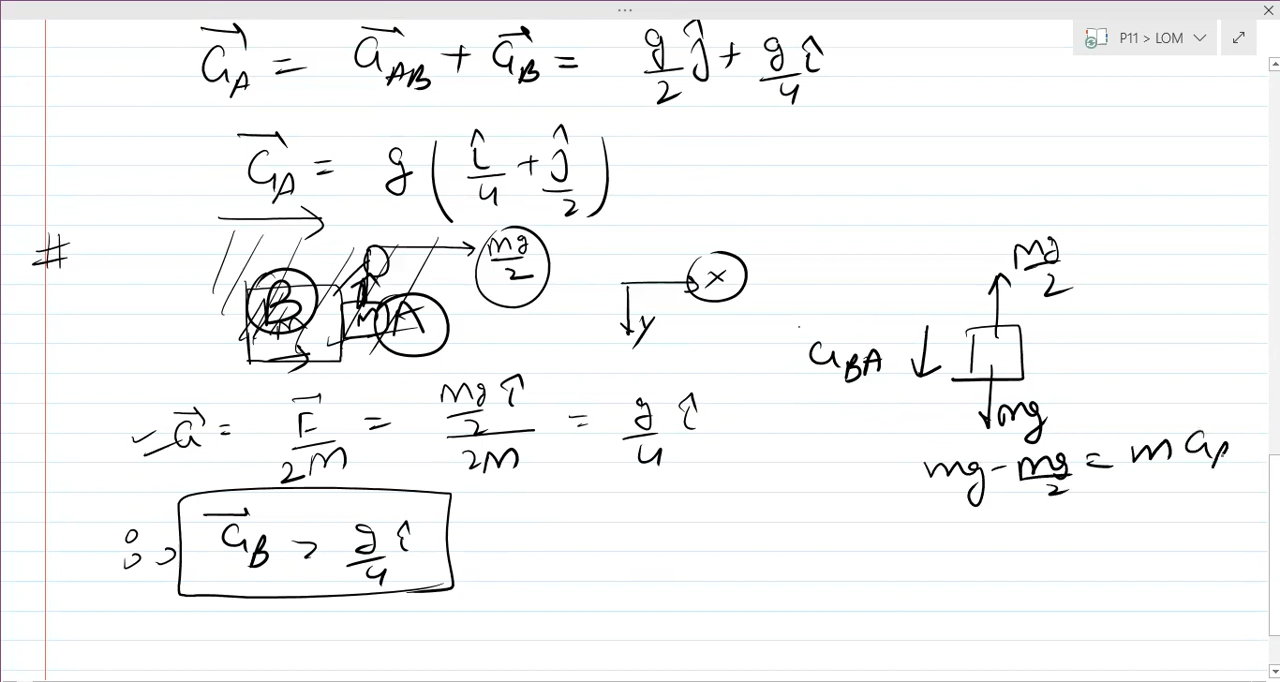 ...
P11 > LOM
a⃗_A = a⃗_AB + a⃗_B = g/2 ĵ + g/4 î
a⃗_A = g ( î/4 + ĵ/2 )
#
B
m A
mg/2
x
y
mg/2
a_BA
mg
mg - mg/2 = m a
a⃗ = F⃗/2M = (Mg/2 î)/2M = g/4 î
∴ a⃗_B = g/4 î